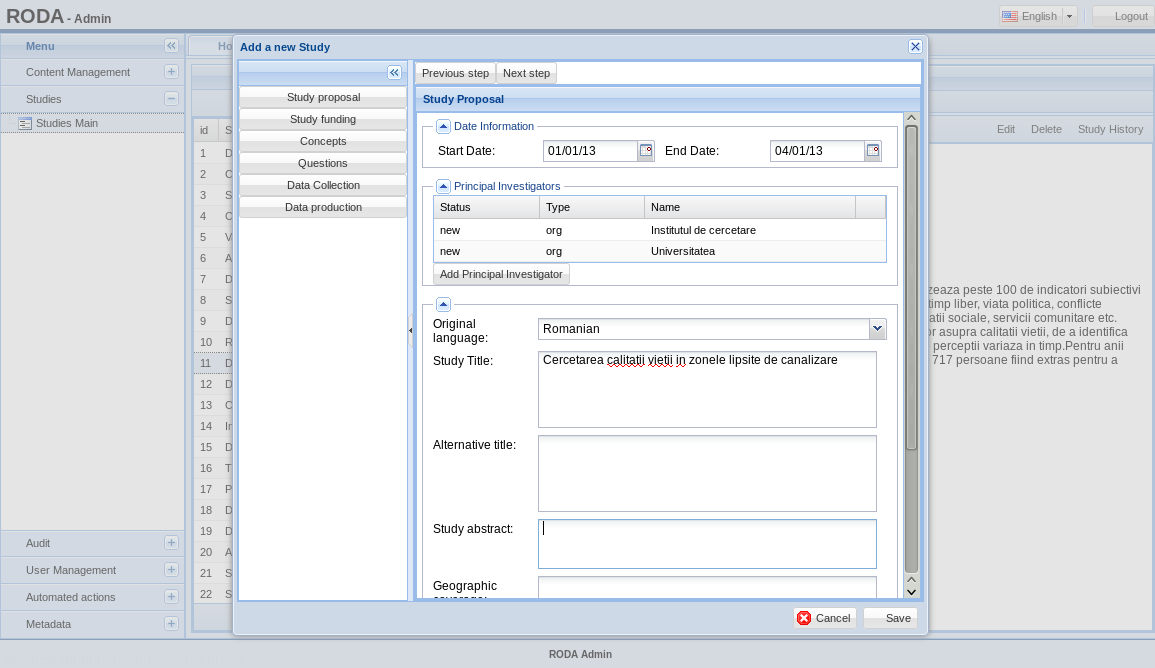 RODA - Admin
English
Logout
Menu
Content Management
Studies
Studies Main
Audit
User Management
Automated actions
Metadata
id
1
2
3
4
5
6
7
8
9
10
11
12
13
14
15
16
17
18
19
20
21
22
Edit
Delete
Study History
peste 100 de indicatori subiectivi
timp liber, viata politica, conflicte
sociale, servicii comunitare etc.
asupra calitatii vietii, de a identifica
perceptii variaza in timp.Pentru anii
717 persoane fiind extras pentru a
Add a new Study
Study proposal
Study funding
Concepts
Questions
Data Collection
Data production
Previous step
Next step
Study Proposal
Date Information
Start Date: 01/01/13 End Date: 04/01/13
Principal Investigators
Status Type Name
new org Institutul de cercetare
new org Universitatea
Add Principal Investigator
Original
language: Romanian
Study Title: Cercetarea calitatii vietii in zonele lipsite de canalizare
Alternative title:
Study abstract:
Geographic
coverage:
Cancel
Save
RODA Admin